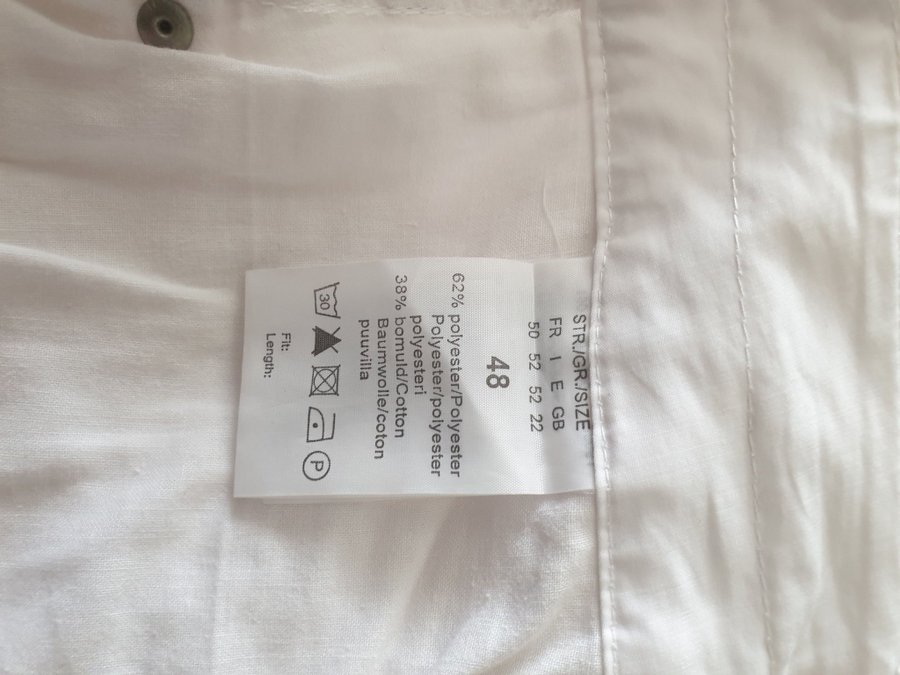 STR./GR./SIZE
FR I E GB
50 52 52 22
48
62% polyester/Polyester
Polyester/polyester
polyesteri
38% bomuld/Cotton
Baumwolle/coton
puuvilla
30
P
Fit:
Length: